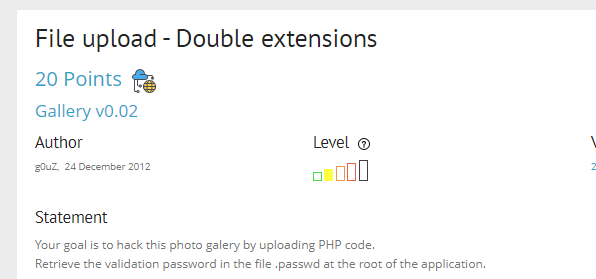 File upload - Double extensions
20 Points
Gallery v0.02
Author
Level ?
V
g0uZ, 24 December 2012
2
Statement
Your goal is to hack this photo galery by uploading PHP code.
Retrieve the validation password in the file .passwd at the root of the application.